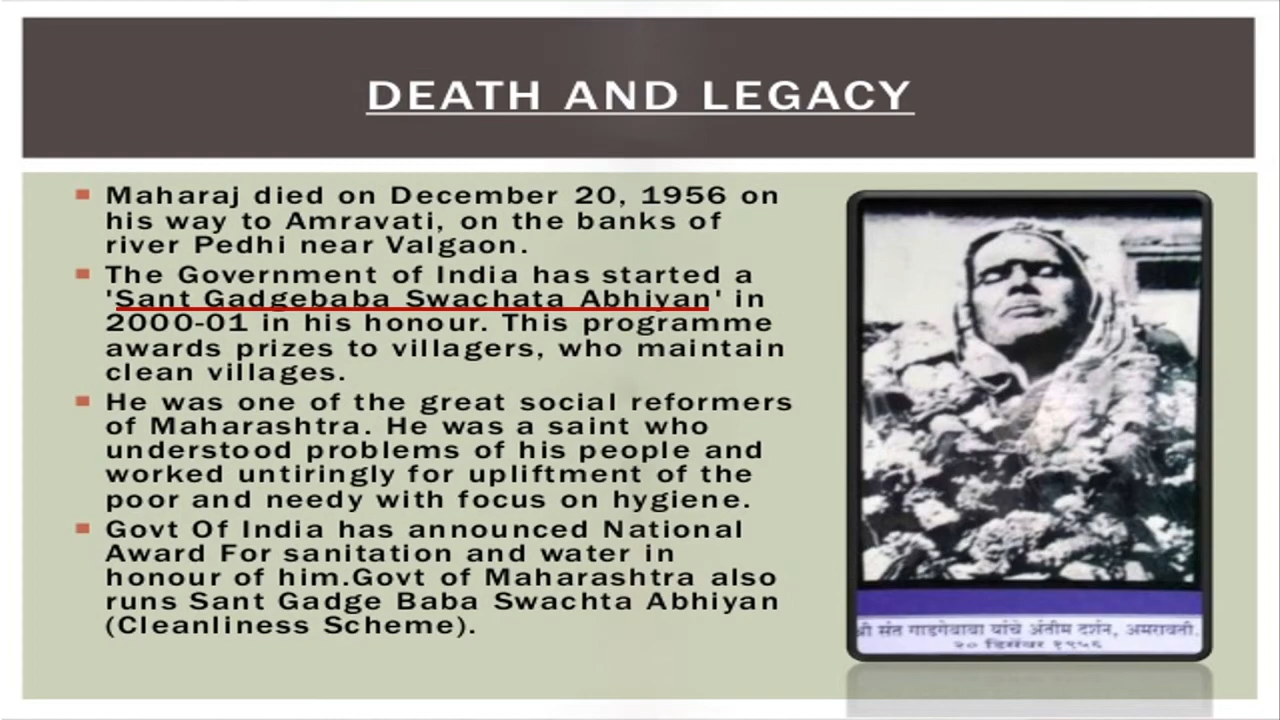 DEATH AND LEGACY
Maharaj died on December 20, 1956 on
his way to Amravati, on the banks of
river Pedhi near Valgaon.
The Government of India has started a
'Sant Gadgebaba Swachata Abhiyan' in
2000-01 in his honour. This programme
awards prizes to villagers, who maintain
clean villages.
He was one of the great social reformers
of Maharashtra. He was a saint who
understood problems of his people and
worked untiringly for upliftment of the
poor and needy with focus on hygiene.
Govt Of India has announced National
Award For sanitation and water in
honour of him.Govt of Maharashtra also
runs Sant Gadge Baba Swachta Abhiyan
(Cleanliness Scheme).
श्री संत गाडगेबाबा यांचे अंतीम दर्शन, अमरावती.
२० डिसेंबर १९५६